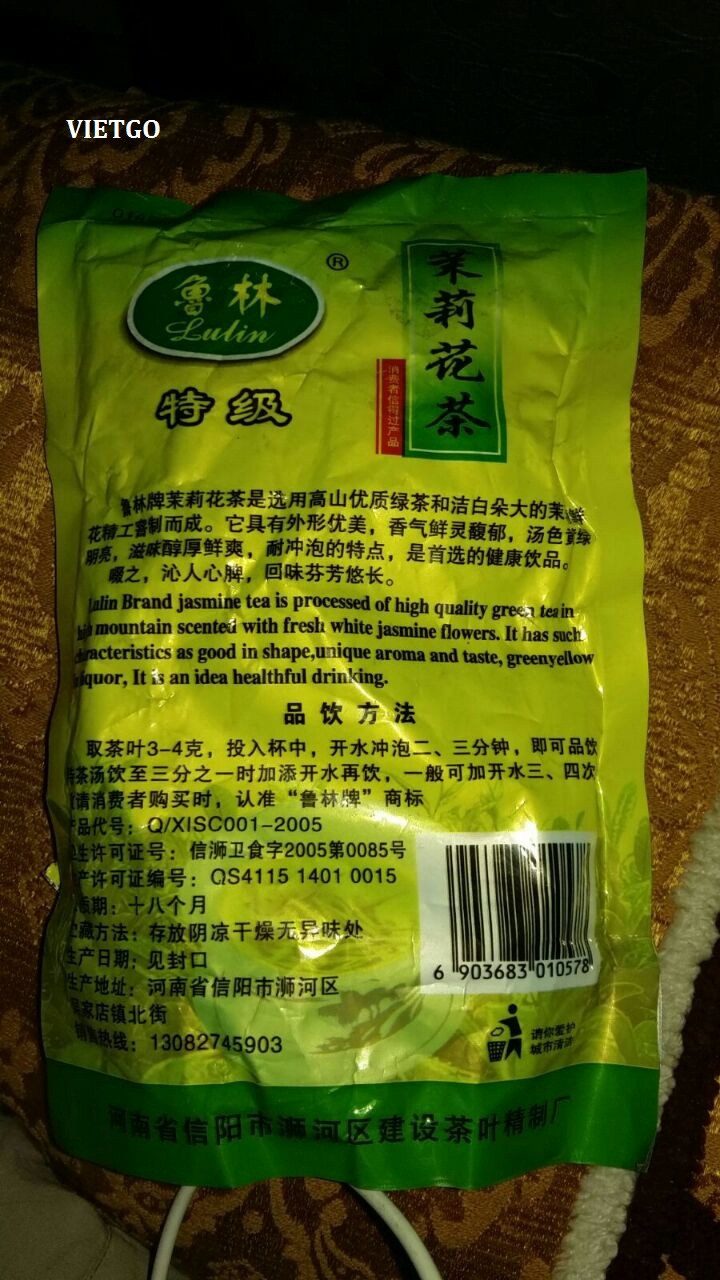 VIETGO
魯林
®
Lulin
特级
茉莉花茶
消费者信得过产品
鲁林牌茉莉花茶是选用高山优质绿茶和洁白朵大的茉
花精工窨制而成。它具有外形优美，香气鲜灵馥郁，汤色黄绿
明亮，滋味醇厚鲜爽，耐冲泡的特点，是首选的健康饮品。
啜之，沁人心脾，回味芬芳悠长。
Lulin Brand jasmine tea is processed of high quality green tea in
high mountain scented with fresh white jasmine flowers. It has such
characteristics as good in shape,unique aroma and taste, greenyellow
liquor, It is an idea healthful drinking.
品饮方法
取茶叶3-4克，投入杯中，开水冲泡二、三分钟，即可品饮
待茶汤饮至三分之一时加添开水再饮，一般可加开水三、四次
请消费者购买时，认准“鲁林牌”商标
产品代号：Q/XISC001-2005
卫生许可证号：信浉卫食字2005第0085号
生产许可证编号：QS4115 1401 0015
质期：十八个月
贮藏方法：存放阴凉干燥无异味处
生产日期：见封口
生产地址：河南省信阳市浉河区
吴家店镇北街
销售热线：13082745903
6 903683 010578
请你爱护
城市清洁
河南省信阳市浉河区建设茶叶精制厂